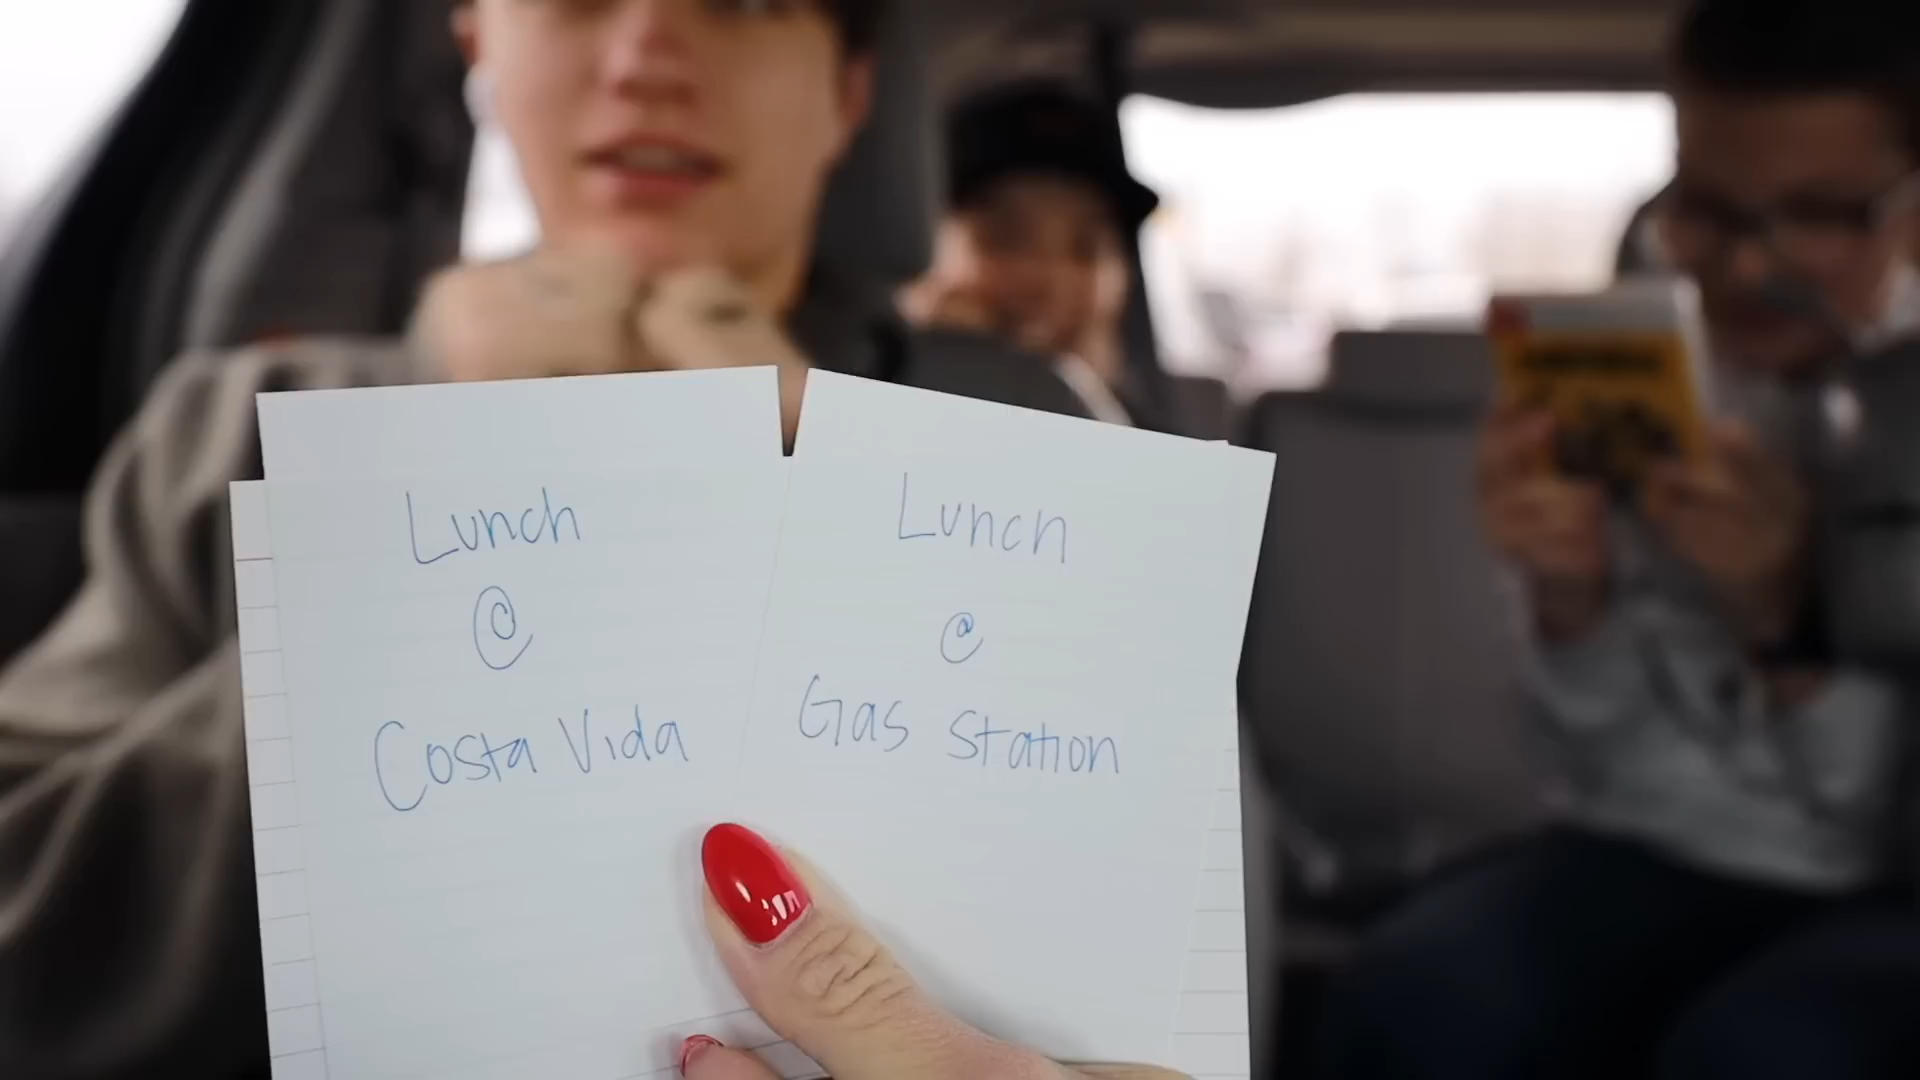 Lunch
@
Costa Vida
Lunch
@
Gas Station